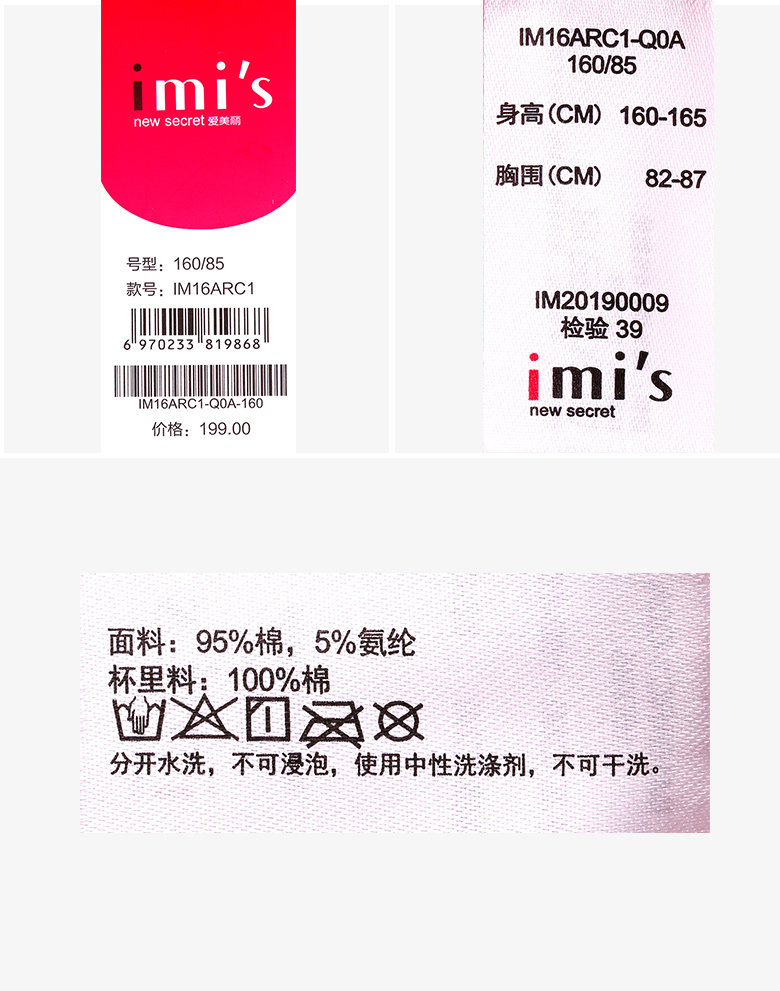 imi's
new secret 爱美丽
号型：160/85
款号：IM16ARC1
6 970233 819868
IM16ARC1-Q0A-160
价格：199.00
IM16ARC1-Q0A
160/85
身高(CM) 160-165
胸围(CM) 82-87
IM20190009
检验 39
imi's
new secret
面料：95%棉，5%氨纶
杯里料：100%棉
分开水洗，不可浸泡，使用中性洗涤剂，不可干洗。